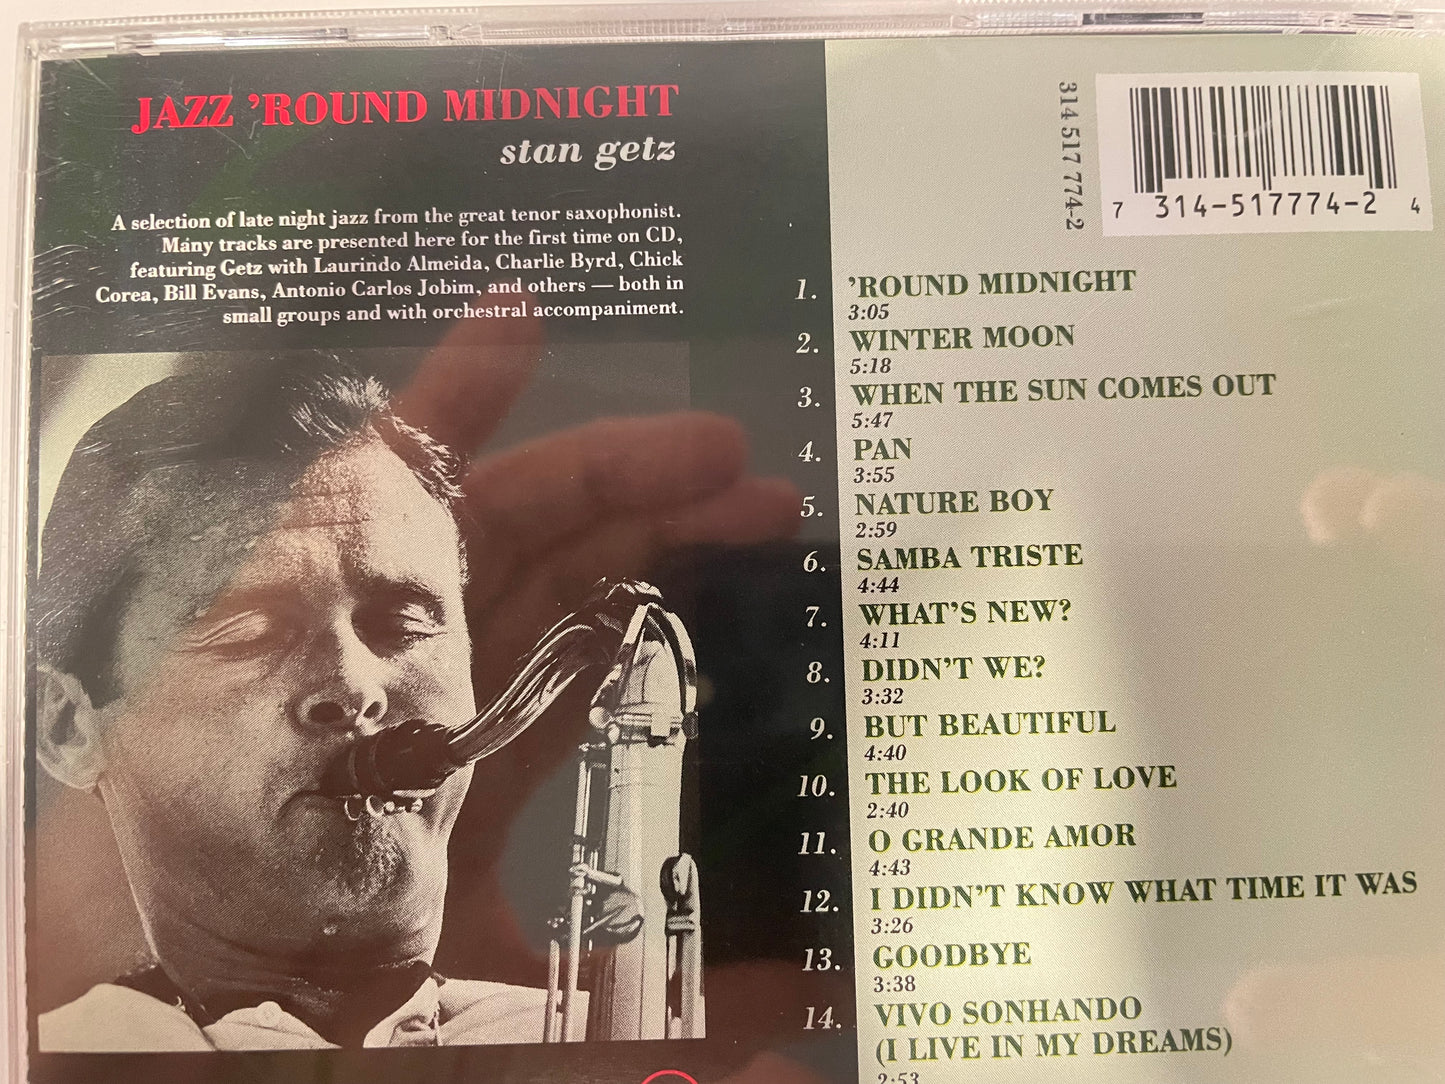 JAZZ ’ROUND MIDNIGHT
stan getz
A selection of late night jazz from the great tenor saxophonist.
Many tracks are presented here for the first time on CD,
featuring Getz with Laurindo Almeida, Charlie Byrd, Chick
Corea, Bill Evans, Antonio Carlos Jobim, and others — both in
small groups and with orchestral accompaniment.
314 517 774-2
7 314-517774-2 4
1. ’ROUND MIDNIGHT
3:05
2. WINTER MOON
5:18
3. WHEN THE SUN COMES OUT
5:47
4. PAN
3:55
5. NATURE BOY
2:59
6. SAMBA TRISTE
4:44
7. WHAT’S NEW?
4:11
8. DIDN’T WE?
3:32
9. BUT BEAUTIFUL
4:40
10. THE LOOK OF LOVE
2:40
11. O GRANDE AMOR
4:43
12. I DIDN’T KNOW WHAT TIME IT WAS
3:26
13. GOODBYE
3:38
14. VIVO SONHANDO
(I LIVE IN MY DREAMS)
2:53